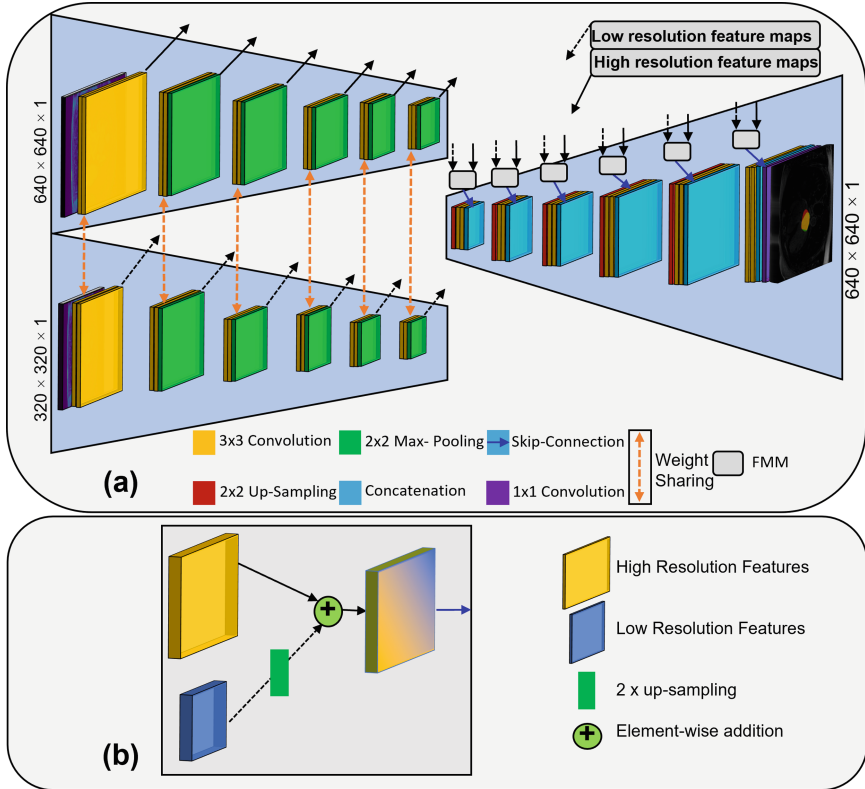 Low resolution feature maps
High resolution feature maps
640 × 640 × 1
320 × 320 × 1
640 × 640 × 1
3x3 Convolution
2x2 Max- Pooling
Skip-Connection
Weight
Sharing
FMM
2x2 Up-Sampling
Concatenation
1x1 Convolution
(a)
High Resolution Features
Low Resolution Features
2 x up-sampling
Element-wise addition
(b)